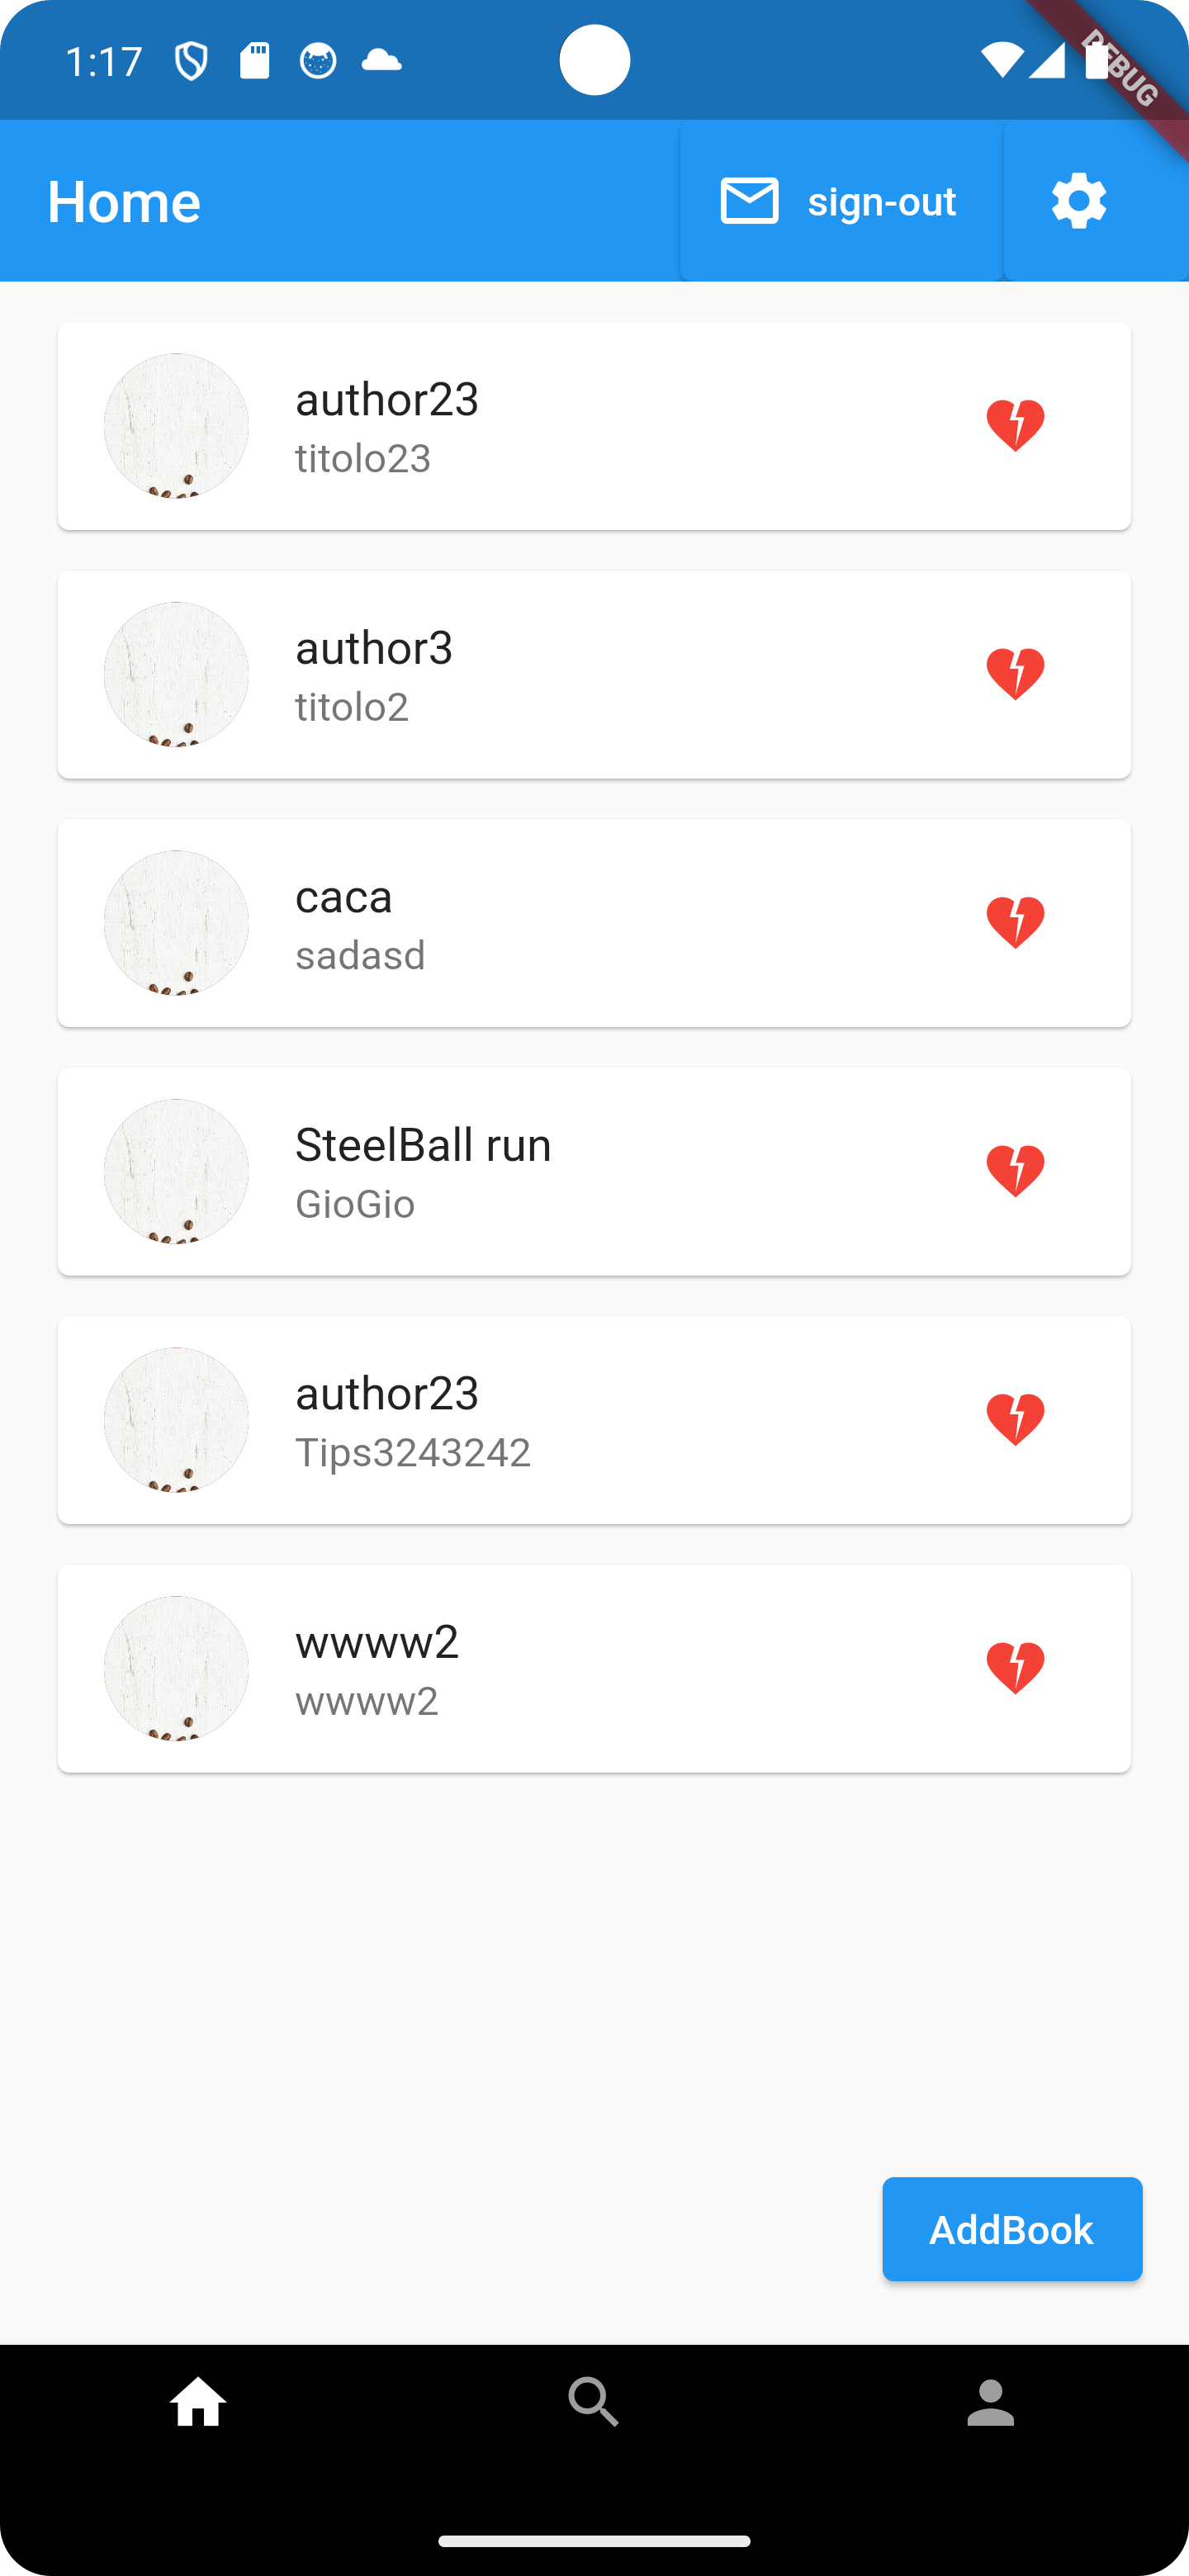 1:17
DEBUG
Home
sign-out
author23
titolo23
author3
titolo2
caca
sadasd
SteelBall run
GioGio
author23
Tips3243242
wwww2
wwww2
AddBook